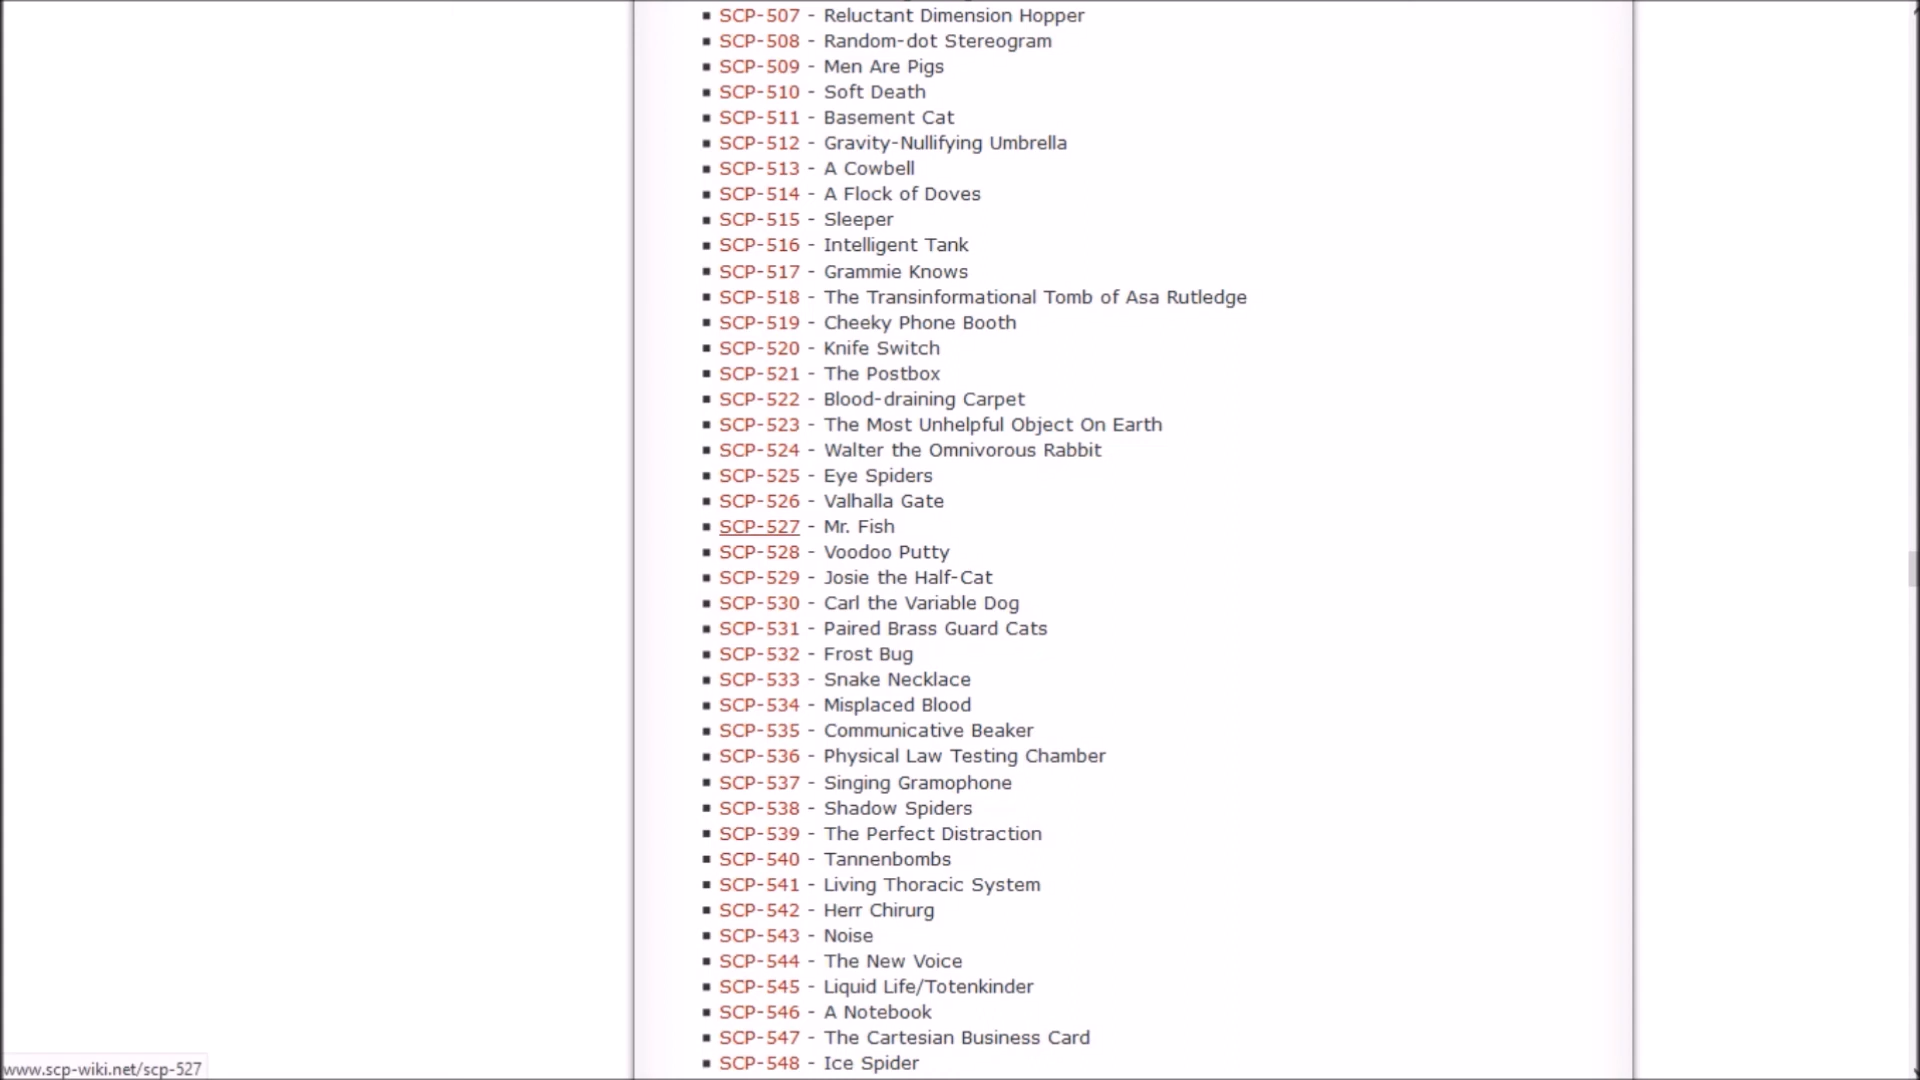 ▪ SCP-507 - Reluctant Dimension Hopper
▪ SCP-508 - Random-dot Stereogram
▪ SCP-509 - Men Are Pigs
▪ SCP-510 - Soft Death
▪ SCP-511 - Basement Cat
▪ SCP-512 - Gravity-Nullifying Umbrella
▪ SCP-513 - A Cowbell
▪ SCP-514 - A Flock of Doves
▪ SCP-515 - Sleeper
▪ SCP-516 - Intelligent Tank
▪ SCP-517 - Grammie Knows
▪ SCP-518 - The Transinformational Tomb of Asa Rutledge
▪ SCP-519 - Cheeky Phone Booth
▪ SCP-520 - Knife Switch
▪ SCP-521 - The Postbox
▪ SCP-522 - Blood-draining Carpet
▪ SCP-523 - The Most Unhelpful Object On Earth
▪ SCP-524 - Walter the Omnivorous Rabbit
▪ SCP-525 - Eye Spiders
▪ SCP-526 - Valhalla Gate
▪ SCP-527 - Mr. Fish
▪ SCP-528 - Voodoo Putty
▪ SCP-529 - Josie the Half-Cat
▪ SCP-530 - Carl the Variable Dog
▪ SCP-531 - Paired Brass Guard Cats
▪ SCP-532 - Frost Bug
▪ SCP-533 - Snake Necklace
▪ SCP-534 - Misplaced Blood
▪ SCP-535 - Communicative Beaker
▪ SCP-536 - Physical Law Testing Chamber
▪ SCP-537 - Singing Gramophone
▪ SCP-538 - Shadow Spiders
▪ SCP-539 - The Perfect Distraction
▪ SCP-540 - Tannenbombs
▪ SCP-541 - Living Thoracic System
▪ SCP-542 - Herr Chirurg
▪ SCP-543 - Noise
▪ SCP-544 - The New Voice
▪ SCP-545 - Liquid Life/Totenkinder
▪ SCP-546 - A Notebook
▪ SCP-547 - The Cartesian Business Card
▪ SCP-548 - Ice Spider
www.scp-wiki.net/scp-527